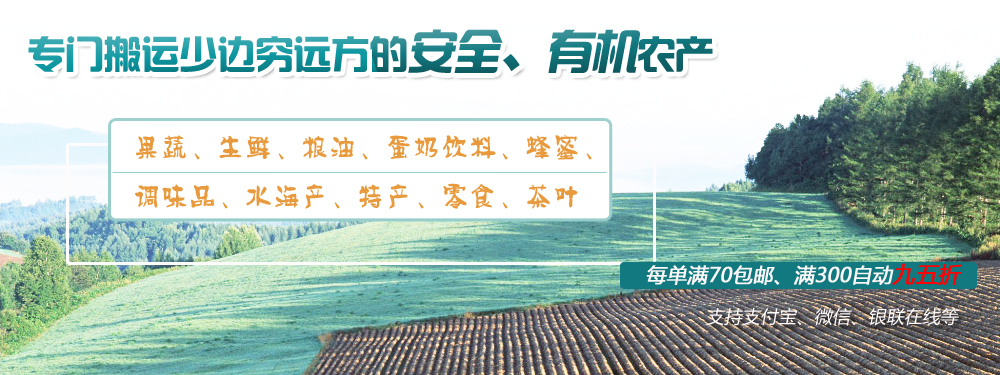 专门搬运少边穷远方的安全、有机农产
果蔬、生鲜、粮油、蛋奶饮料、蜂蜜、
调味品、水海产、特产、零食、茶叶
每单满70包邮、满300自动九五折
支持支付宝、微信、银联在线等